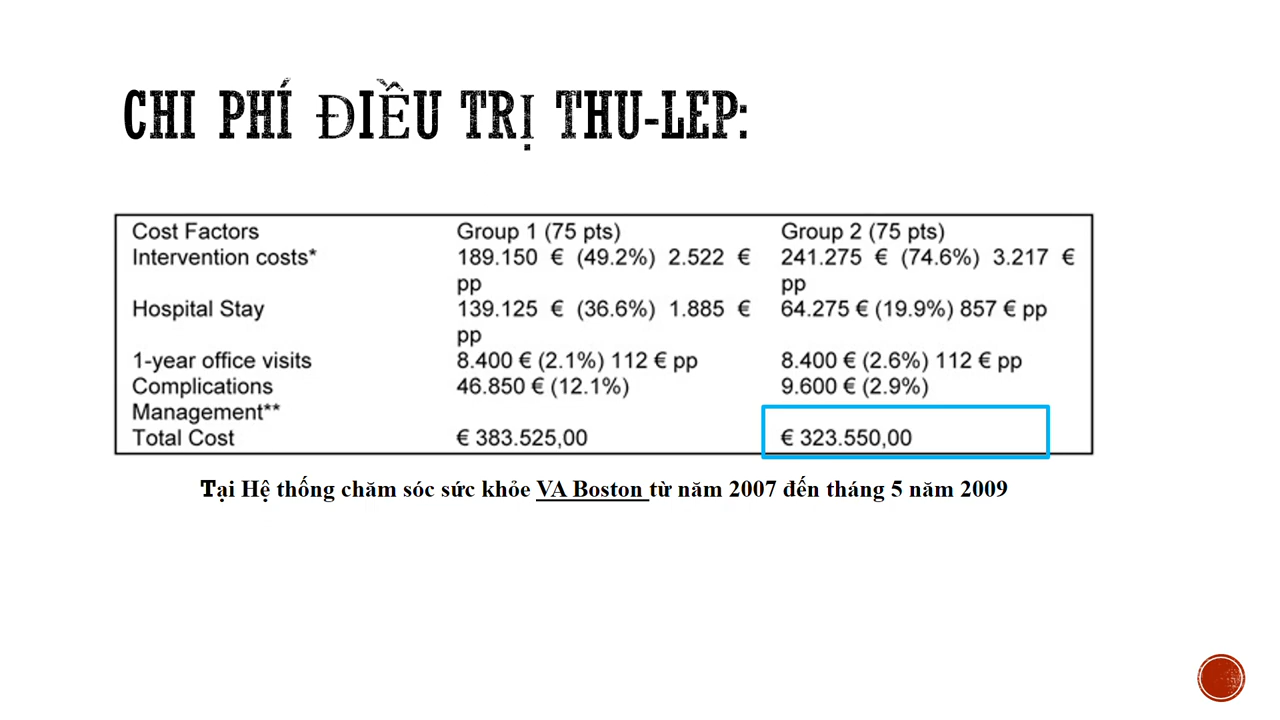 CHI PHÍ ĐIỀU TRỊ THU-LEP:
Cost Factors Group 1 (75 pts) Group 2 (75 pts)
Intervention costs* 189.150 € (49.2%) 2.522 € pp 241.275 € (74.6%) 3.217 € pp
Hospital Stay 139.125 € (36.6%) 1.885 € pp 64.275 € (19.9%) 857 € pp
1-year office visits 8.400 € (2.1%) 112 € pp 8.400 € (2.6%) 112 € pp
Complications 46.850 € (12.1%) 9.600 € (2.9%)
Management**
Total Cost € 383.525,00 € 323.550,00
Tại Hệ thống chăm sóc sức khỏe VA Boston từ năm 2007 đến tháng 5 năm 2009